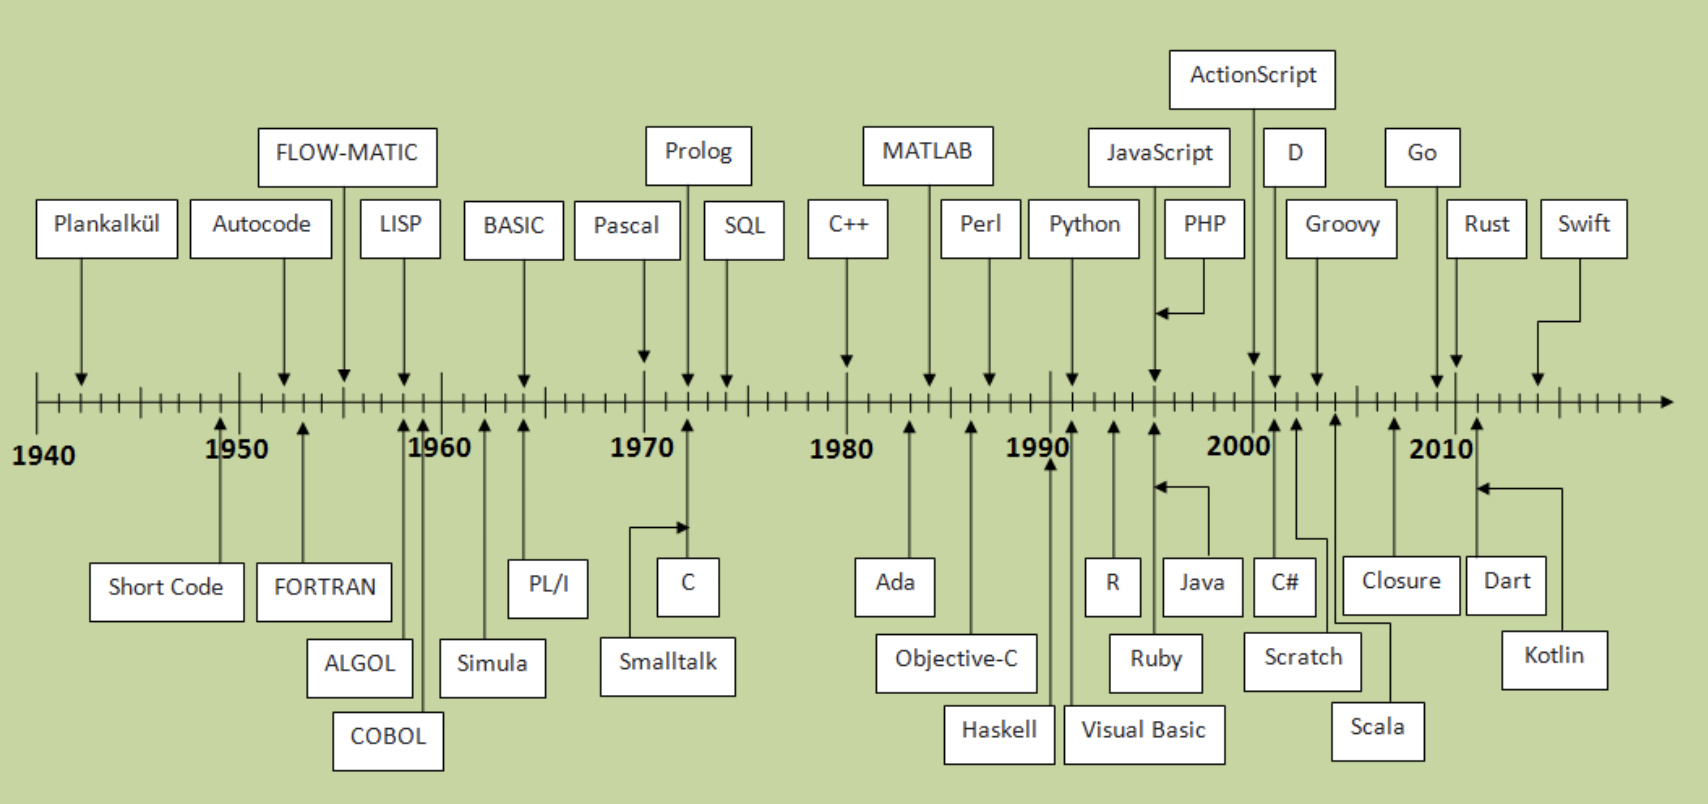 ActionScript
FLOW-MATIC
Prolog
MATLAB
JavaScript
D
Go
Plankalkül
Autocode
LISP
BASIC
Pascal
SQL
C++
Perl
Python
PHP
Groovy
Rust
Swift
1940
1950
1960
1970
1980
1990
2000
2010
Short Code
FORTRAN
PL/I
C
Ada
R
Java
C#
Closure
Dart
ALGOL
Simula
Smalltalk
Objective-C
Ruby
Scratch
Kotlin
COBOL
Haskell
Visual Basic
Scala